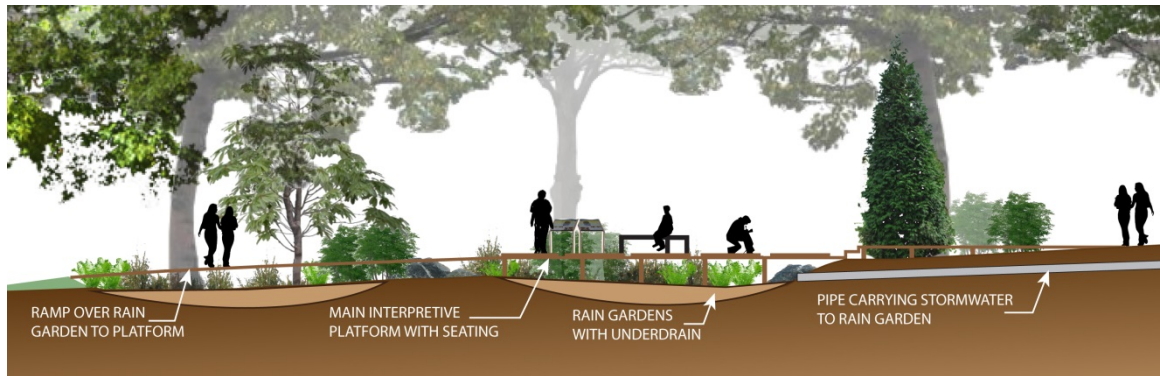 RAMP OVER RAIN
GARDEN TO PLATFORM
MAIN INTERPRETIVE
PLATFORM WITH SEATING
RAIN GARDENS
WITH UNDERDRAIN
PIPE CARRYING STORMWATER
TO RAIN GARDEN